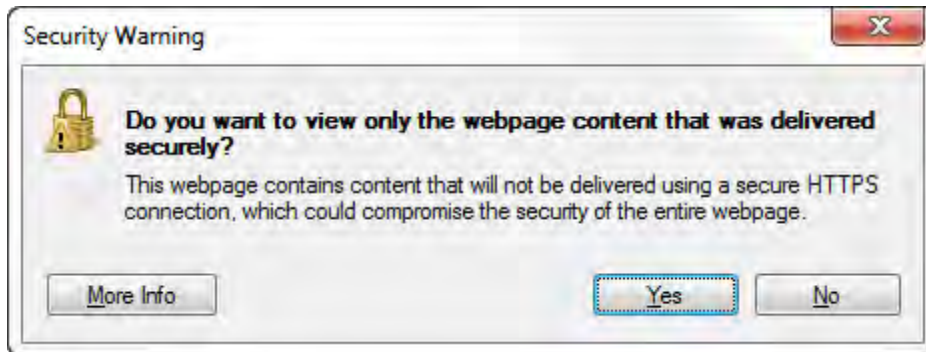 Security Warning
Do you want to view only the webpage content that was delivered
securely?
This webpage contains content that will not be delivered using a secure HTTPS
connection, which could compromise the security of the entire webpage.
More Info
Yes
No